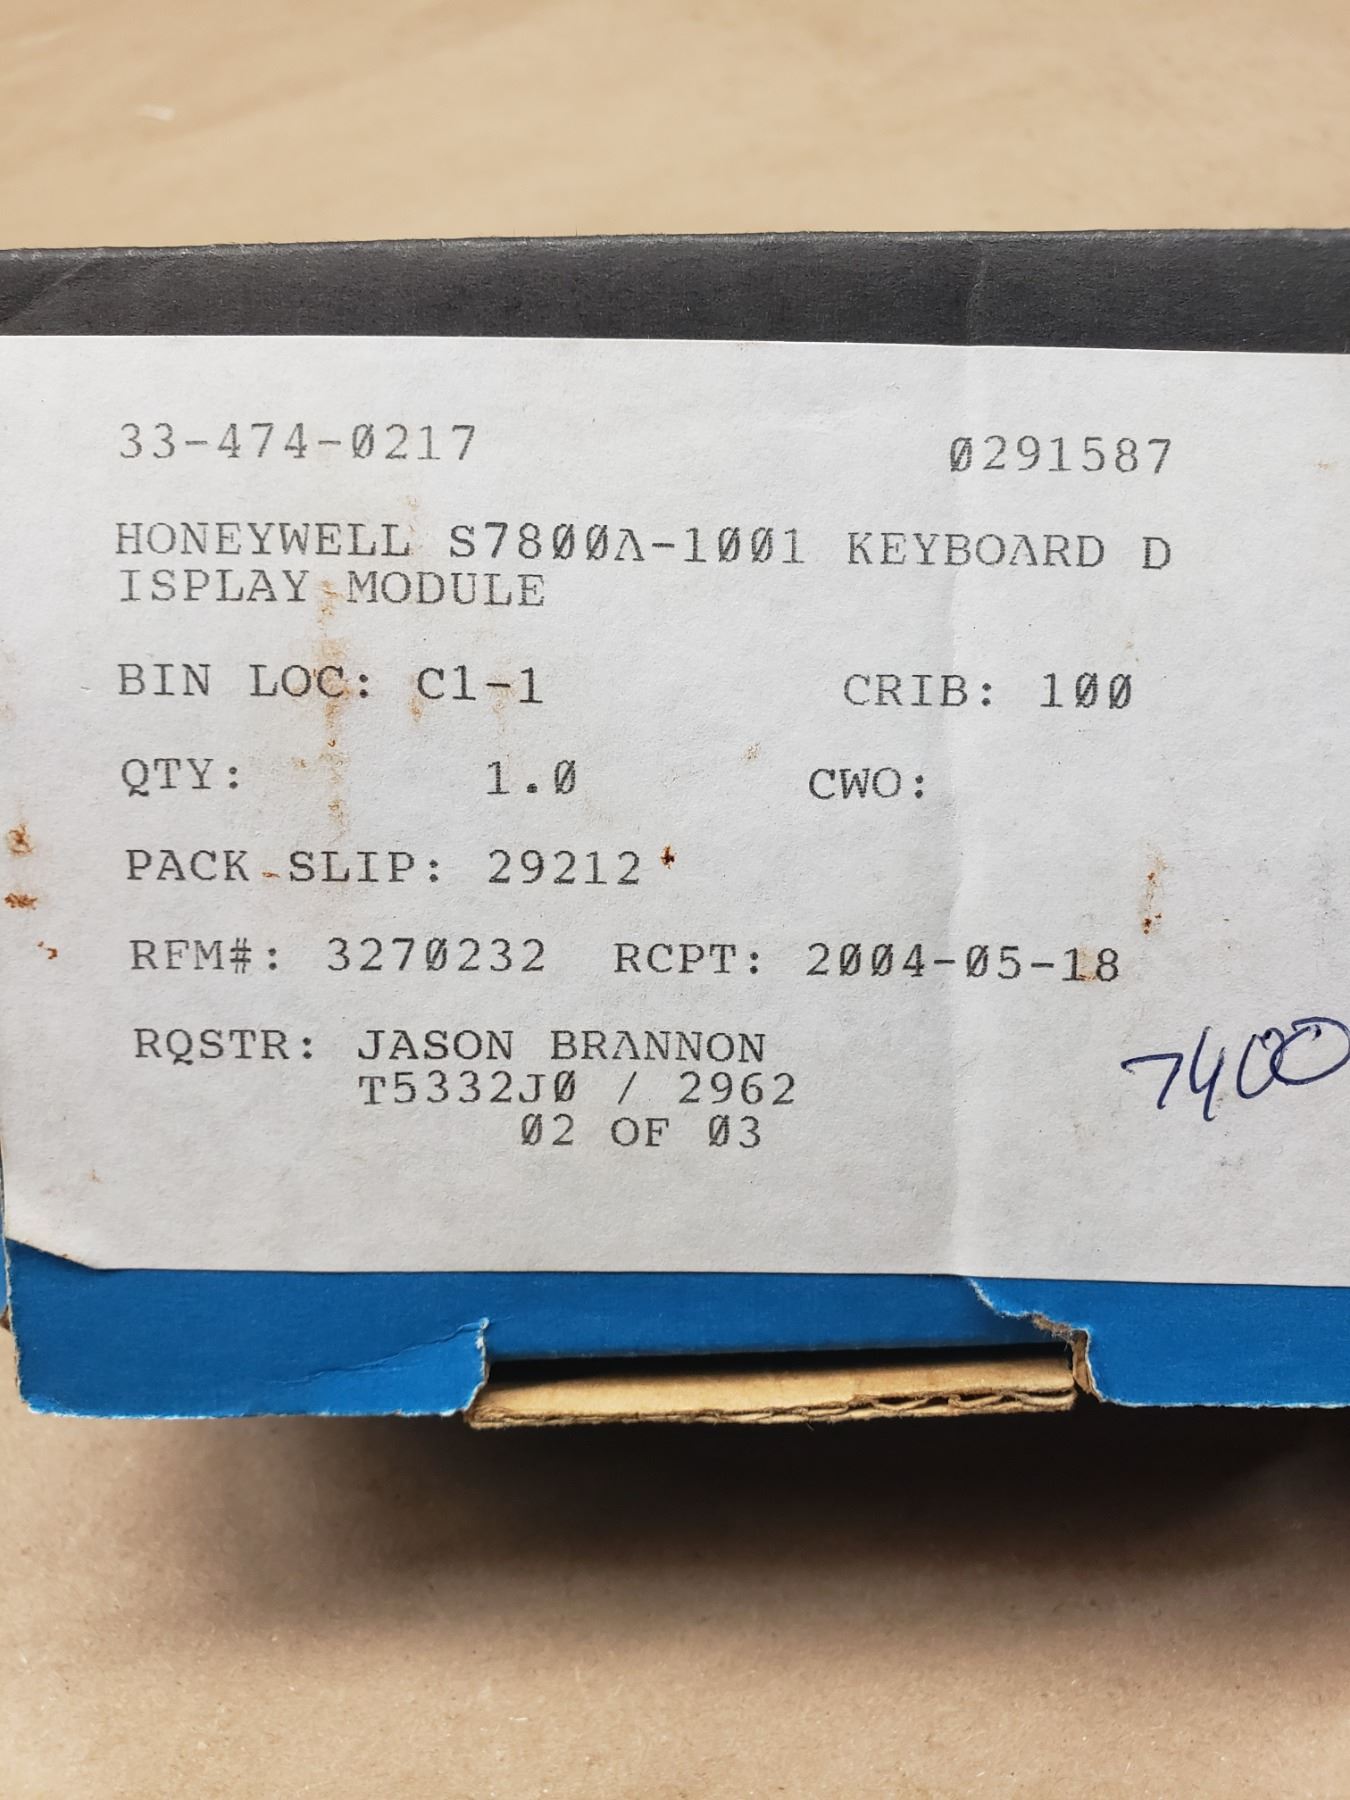 33-474-0217 0291587
HONEYWELL S7800A-1001 KEYBOARD D
ISPLAY MODULE
BIN LOC: C1-1 CRIB: 100
QTY: 1.0 CWO:
PACK SLIP: 29212
RFM#: 3270232 RCPT: 2004-05-18
RQSTR: JASON BRANNON
T5332J0 / 2962
02 OF 03
7400